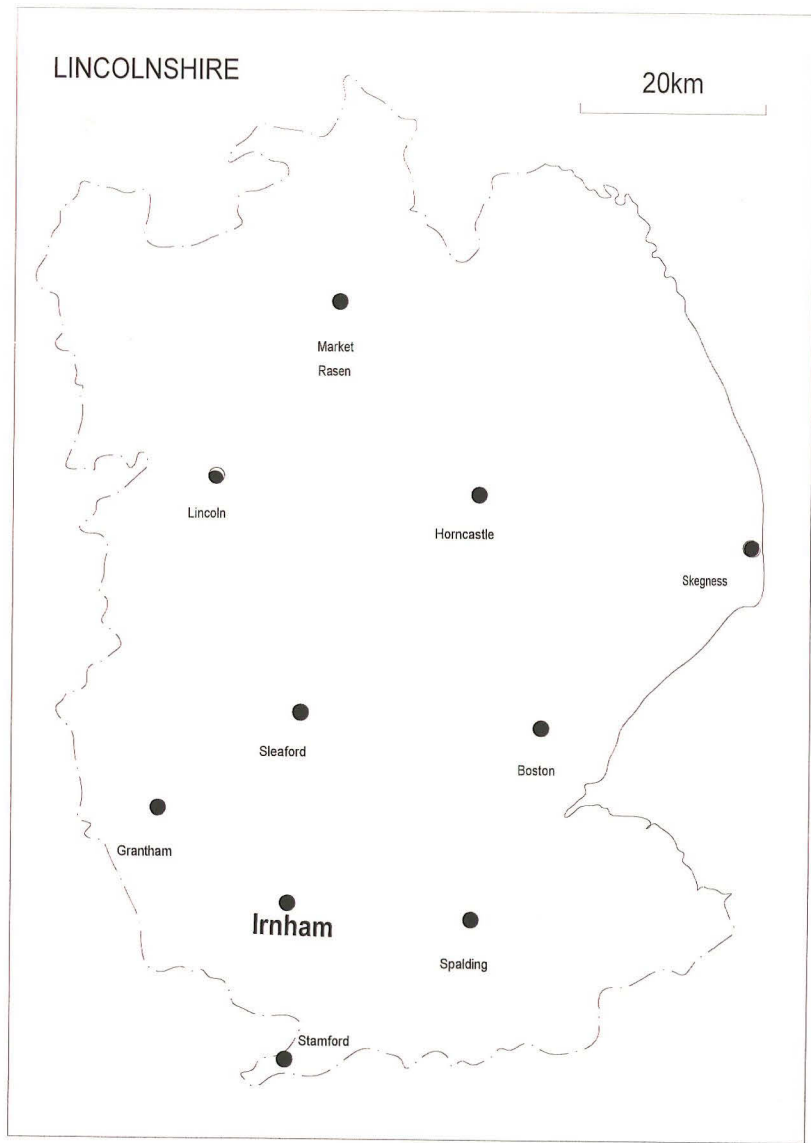 LINCOLNSHIRE
20km
Market
Rasen
Lincoln
Horncastle
Skegness
Sleaford
Boston
Grantham
Irnham
Spalding
Stamford